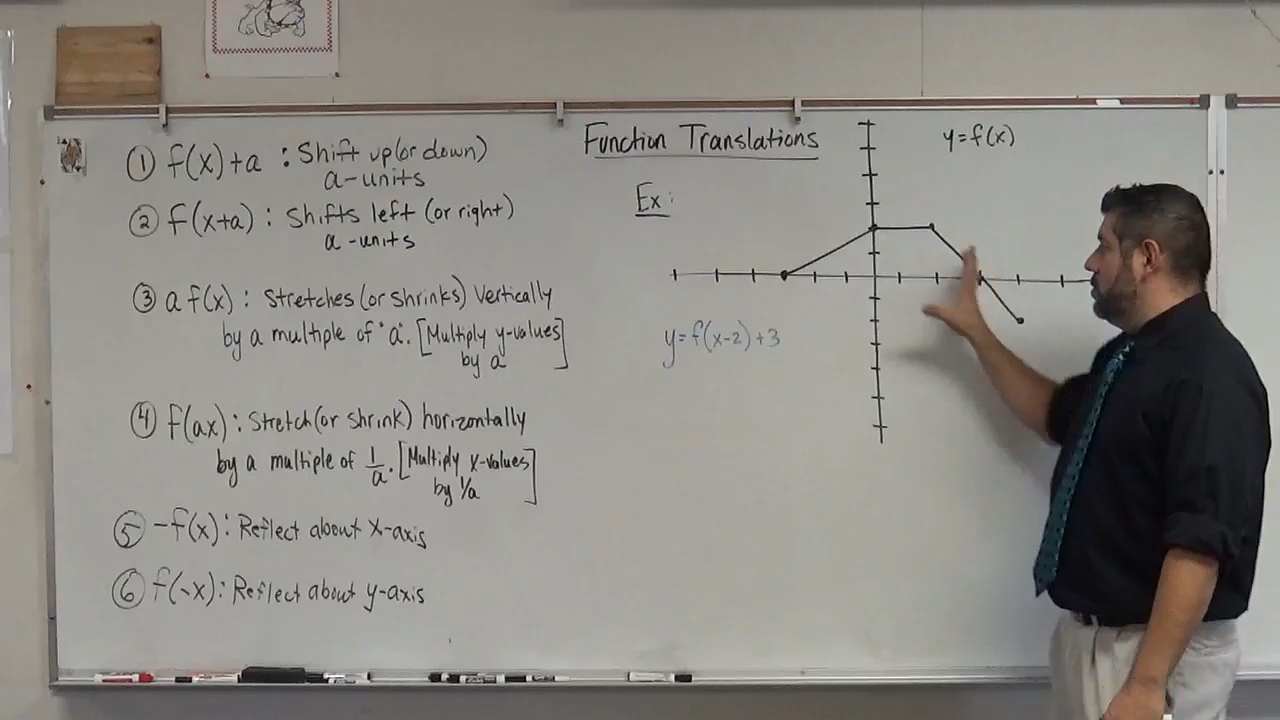 Function Translations
① f(x)+a : Shift up(or down)
a-units
② f(x+a) : Shifts left (or right)
a-units
③ a f(x) : Stretches (or shrinks) Vertically
by a multiple of "a". [Multiply y-values
by a]
④ f(ax) : Stretch (or shrink) horizontally
by a multiple of 1/a. [Multiply x-values
by 1/a]
⑤ -f(x) : Reflect about x-axis
⑥ f(-x) : Reflect about y-axis
Ex:
y=f(x)
y=f(x-2)+3